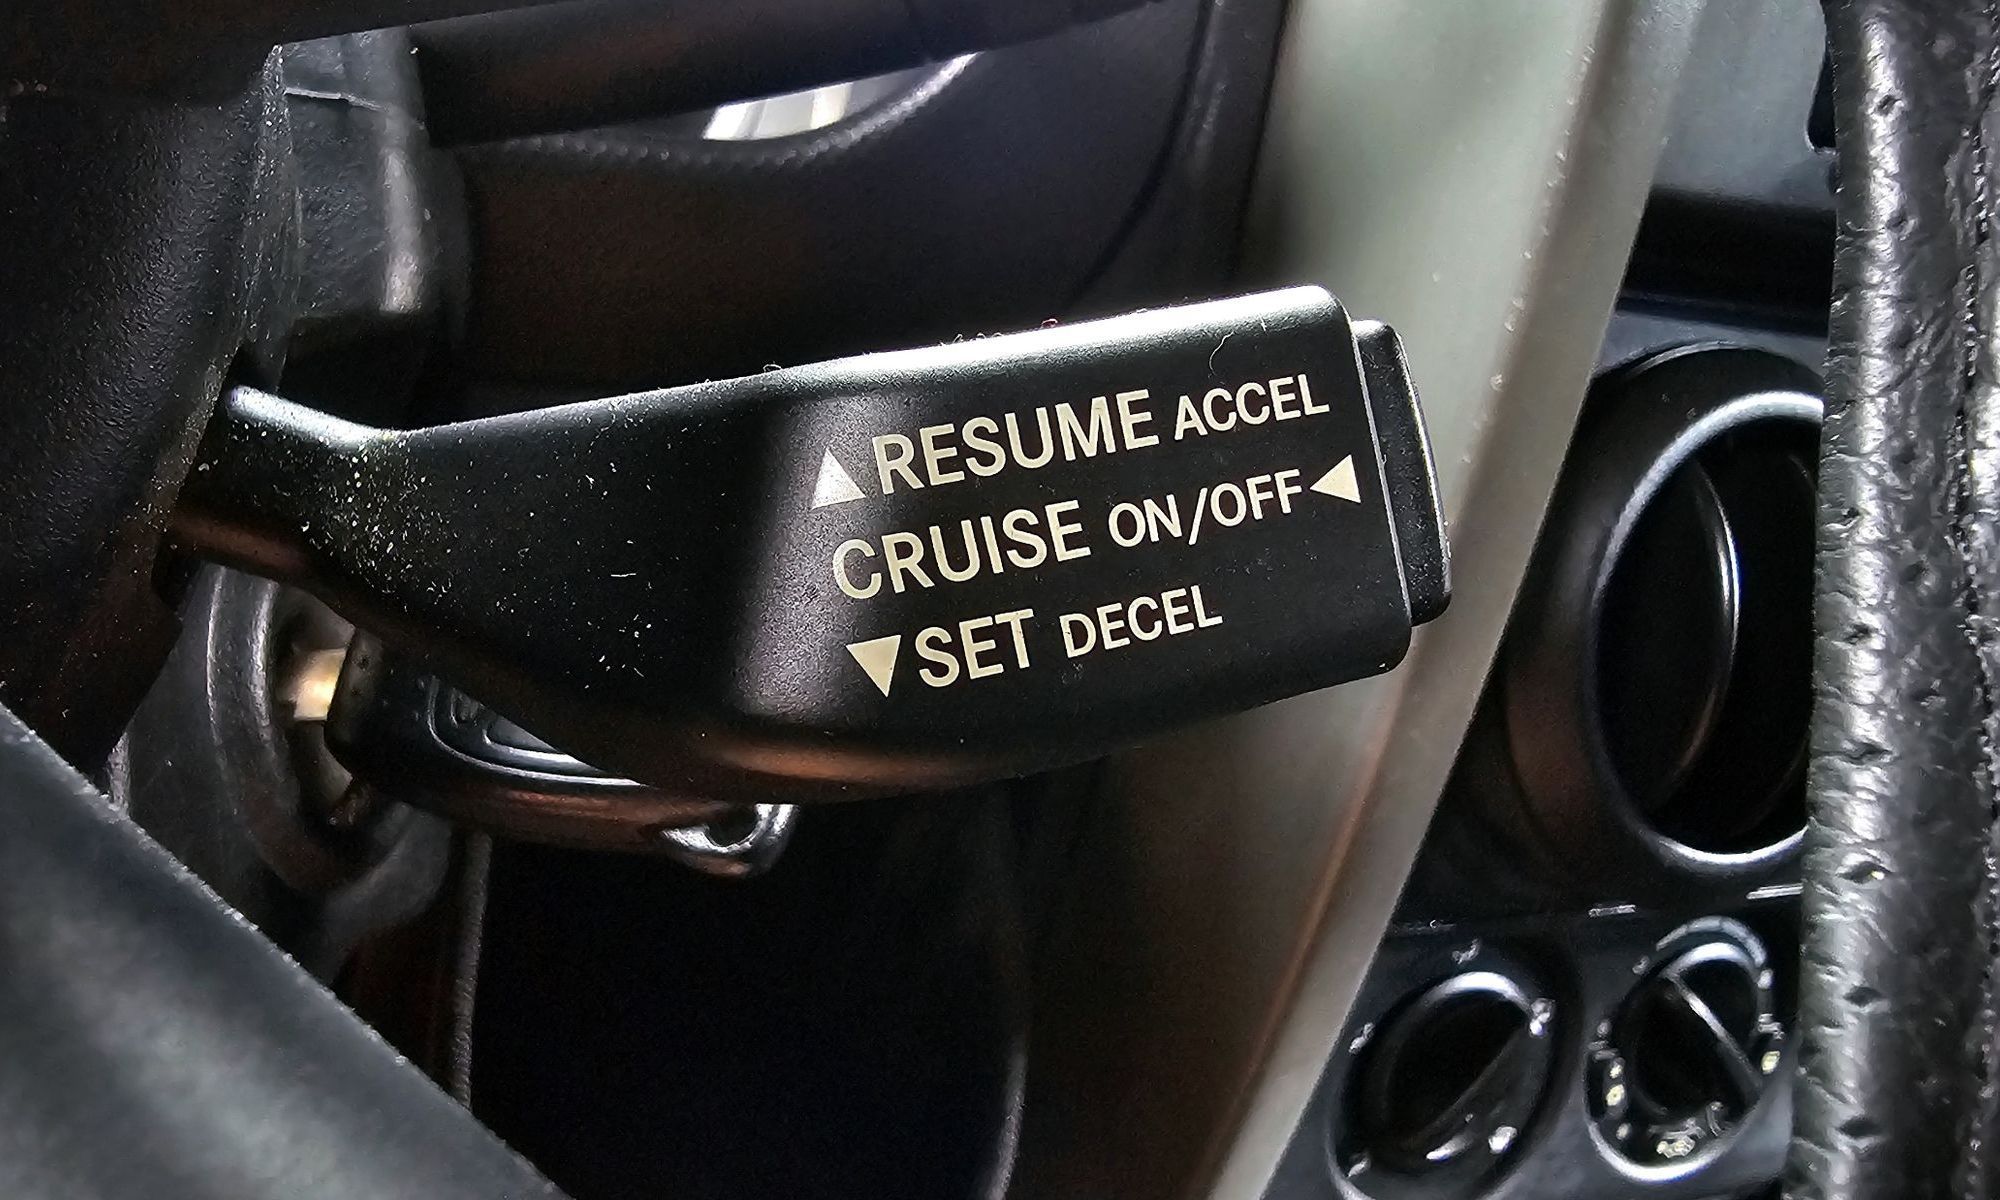 ▲RESUME ACCEL
CRUISE ON/OFF◀
▼SET DECEL